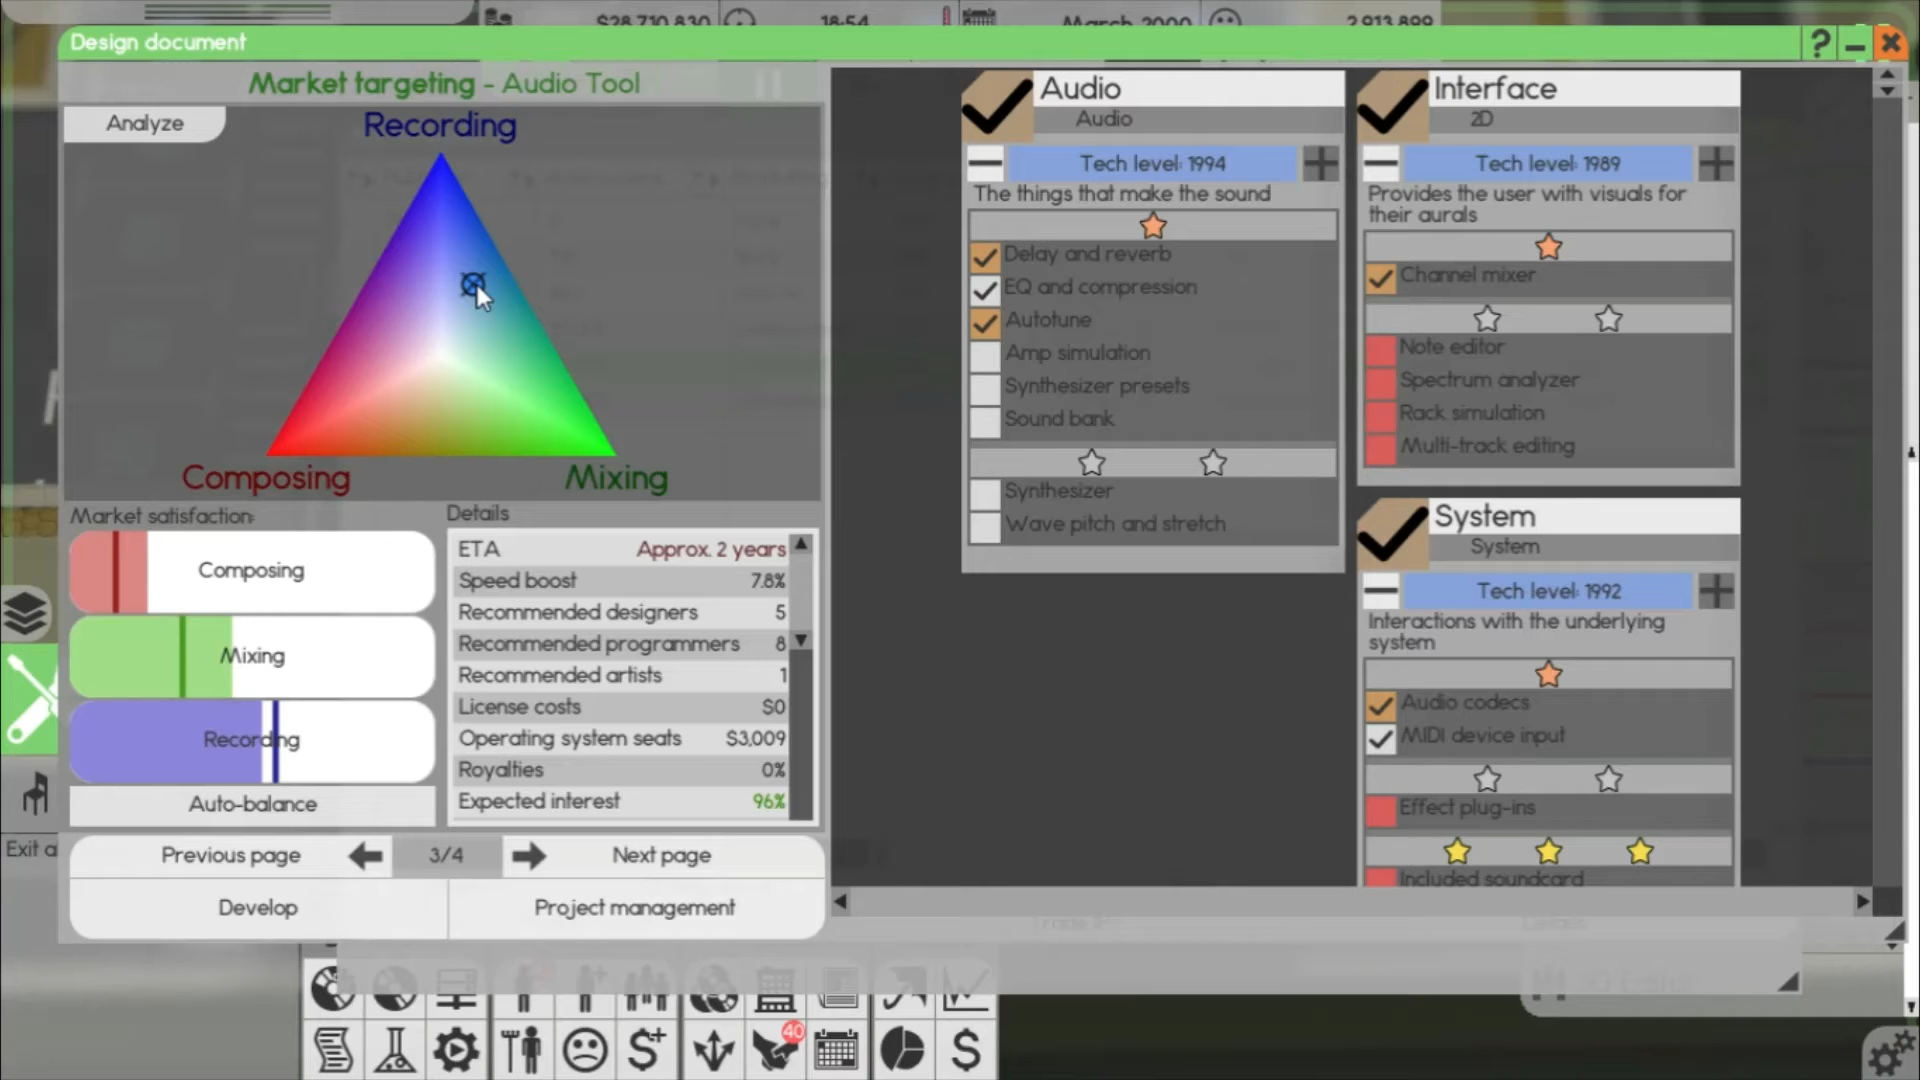 $28,710,830
18:54
March 2000
2,913,899
Design document
?
Market targeting - Audio Tool
Analyze
Recording
Composing
Mixing
Market satisfaction:
Composing
Mixing
Recording
Auto-balance
Details
ETA Approx. 2 years
Speed boost 7.8%
Recommended designers 5
Recommended programmers 8
Recommended artists 1
License costs $0
Operating system seats $3,009
Royalties 0%
Expected interest 96%
Previous page
3/4
Next page
Develop
Project management
Audio
Audio
Tech level: 1994
The things that make the sound
Delay and reverb
EQ and compression
Autotune
Amp simulation
Synthesizer presets
Sound bank
Synthesizer
Wave pitch and stretch
Interface
2D
Tech level: 1989
Provides the user with visuals for
their aurals
Channel mixer
Note editor
Spectrum analyzer
Rack simulation
Multi-track editing
System
System
Tech level: 1992
Interactions with the underlying
system
Audio codecs
MIDI device input
Effect plug-ins
Included soundcard
Exit a
40